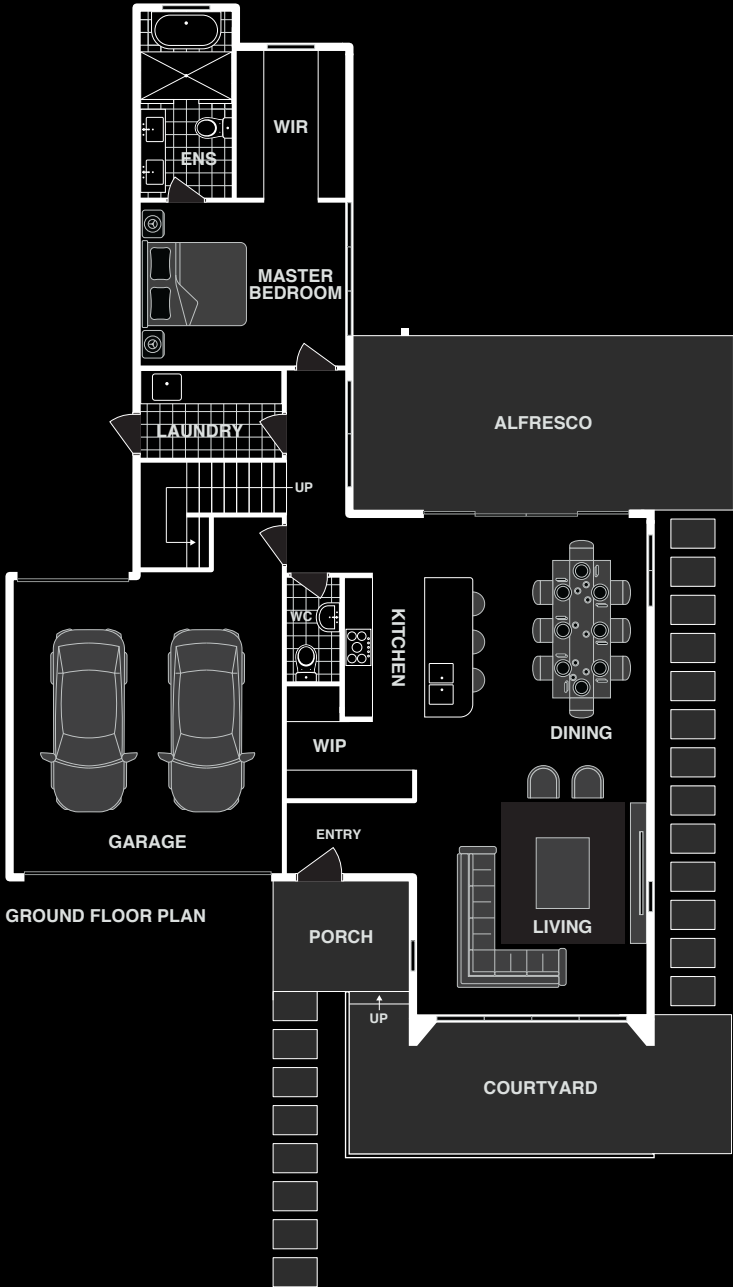 WIR
ENS
MASTER
BEDROOM
ALFRESCO
LAUNDRY
UP
WC
KITCHEN
DINING
WIP
ENTRY
GARAGE
GROUND FLOOR PLAN
LIVING
PORCH
UP
COURTYARD